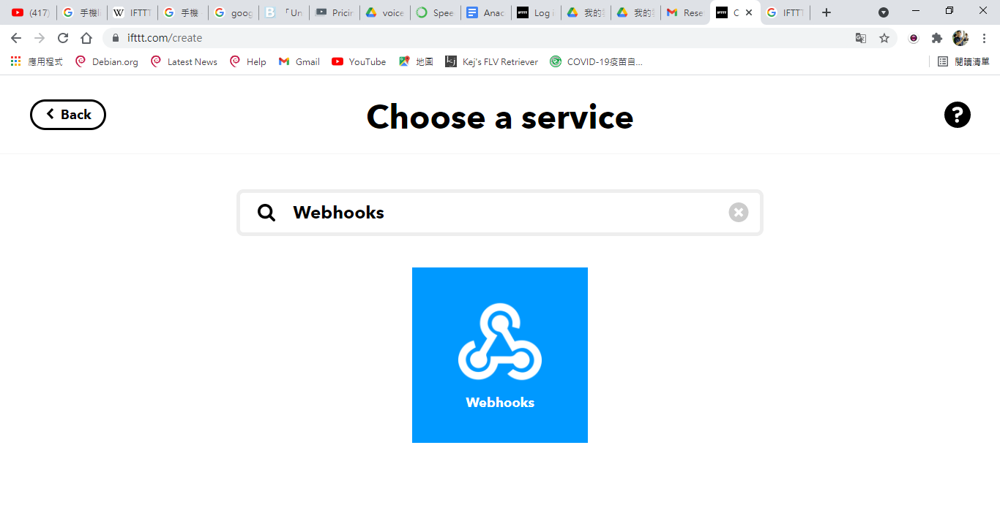 (417)
手機
IFTTT
手機
goog
「Un
Pricin
voice
Spee
Anac
Log i
我的
我的
Rese
C
IFTTT
ifttt.com/create
應用程式
Debian.org
Latest News
Help
Gmail
YouTube
地圖
Kej's FLV Retriever
COVID-19疫苗自...
閱讀清單
Back
Choose a service
?
Webhooks
Webhooks